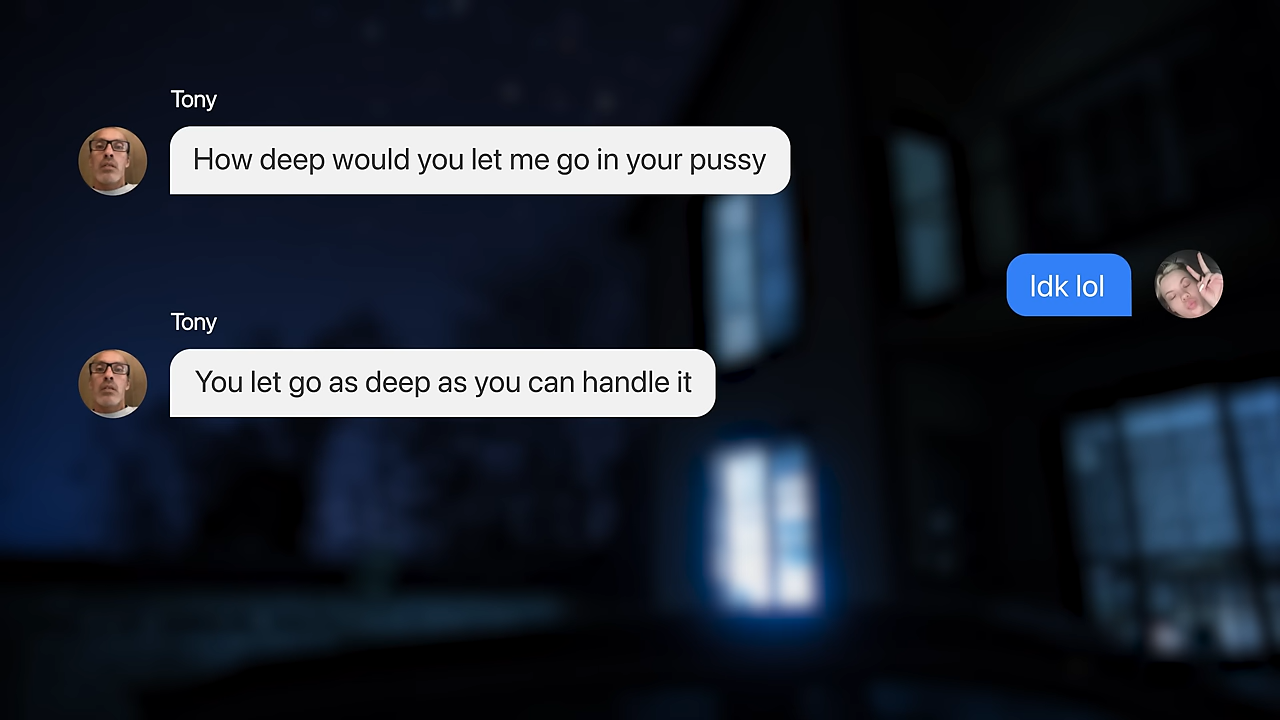 Tony
How deep would you let me go in your pussy
Idk lol
Tony
You let go as deep as you can handle it